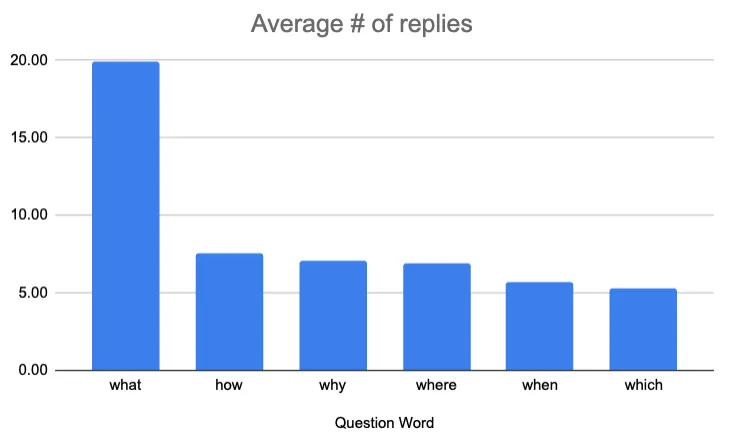 Average # of replies
20.00
15.00
10.00
5.00
0.00
what how why where when which
Question Word